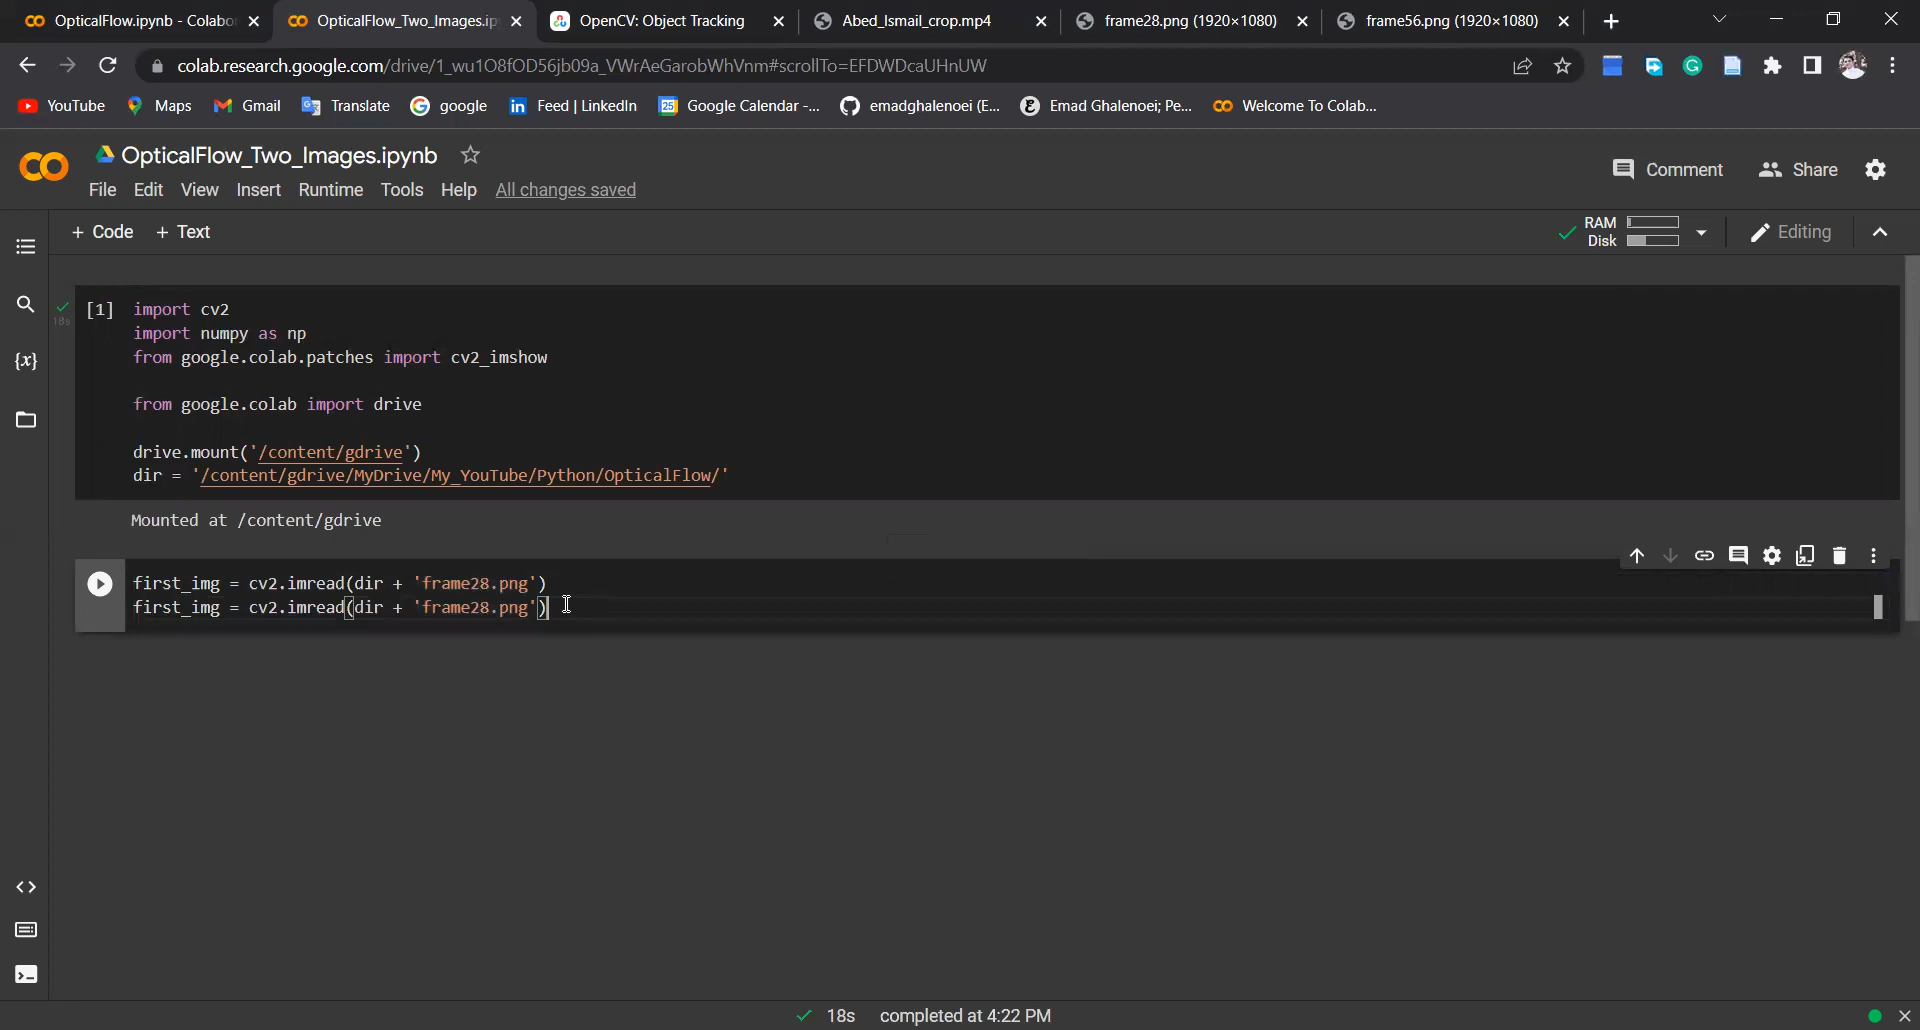 OpticalFlow.ipynb - Colabo
OpticalFlow_Two_Images.ip
OpenCV: Object Tracking
Abed_Ismail_crop.mp4
frame28.png (1920×1080)
frame56.png (1920×1080)
colab.research.google.com/drive/1_wu1O8fOD56jb09a_VWrAeGarobWhVnm#scrollTo=EFDWDcaUHnUW
YouTube
Maps
Gmail
Translate
google
Feed | LinkedIn
Google Calendar -...
emadghalenoei (E...
Emad Ghalenoei; Pe...
Welcome To Colab...
OpticalFlow_Two_Images.ipynb
Comment
Share
File Edit View Insert Runtime Tools Help All changes saved
+ Code + Text
RAM
Disk
Editing
[1] import cv2
18s
import numpy as np
from google.colab.patches import cv2_imshow
from google.colab import drive
drive.mount('/content/gdrive')
dir = '/content/gdrive/MyDrive/My_YouTube/Python/OpticalFlow/'
Mounted at /content/gdrive
first_img = cv2.imread(dir + 'frame28.png')
first_img = cv2.imread(dir + 'frame28.png')
18s completed at 4:22 PM